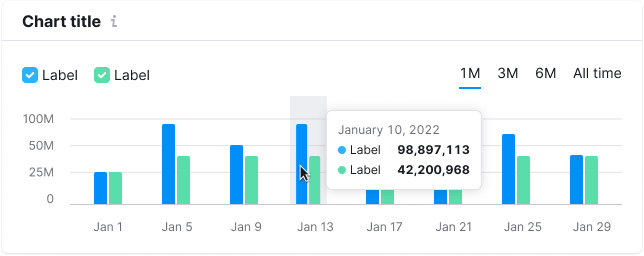 Chart title i
Label Label
1M 3M 6M All time
100M
50M
25M
0
January 10, 2022
Label 98,897,113
Label 42,200,968
Jan 1 Jan 5 Jan 9 Jan 13 Jan 17 Jan 21 Jan 25 Jan 29